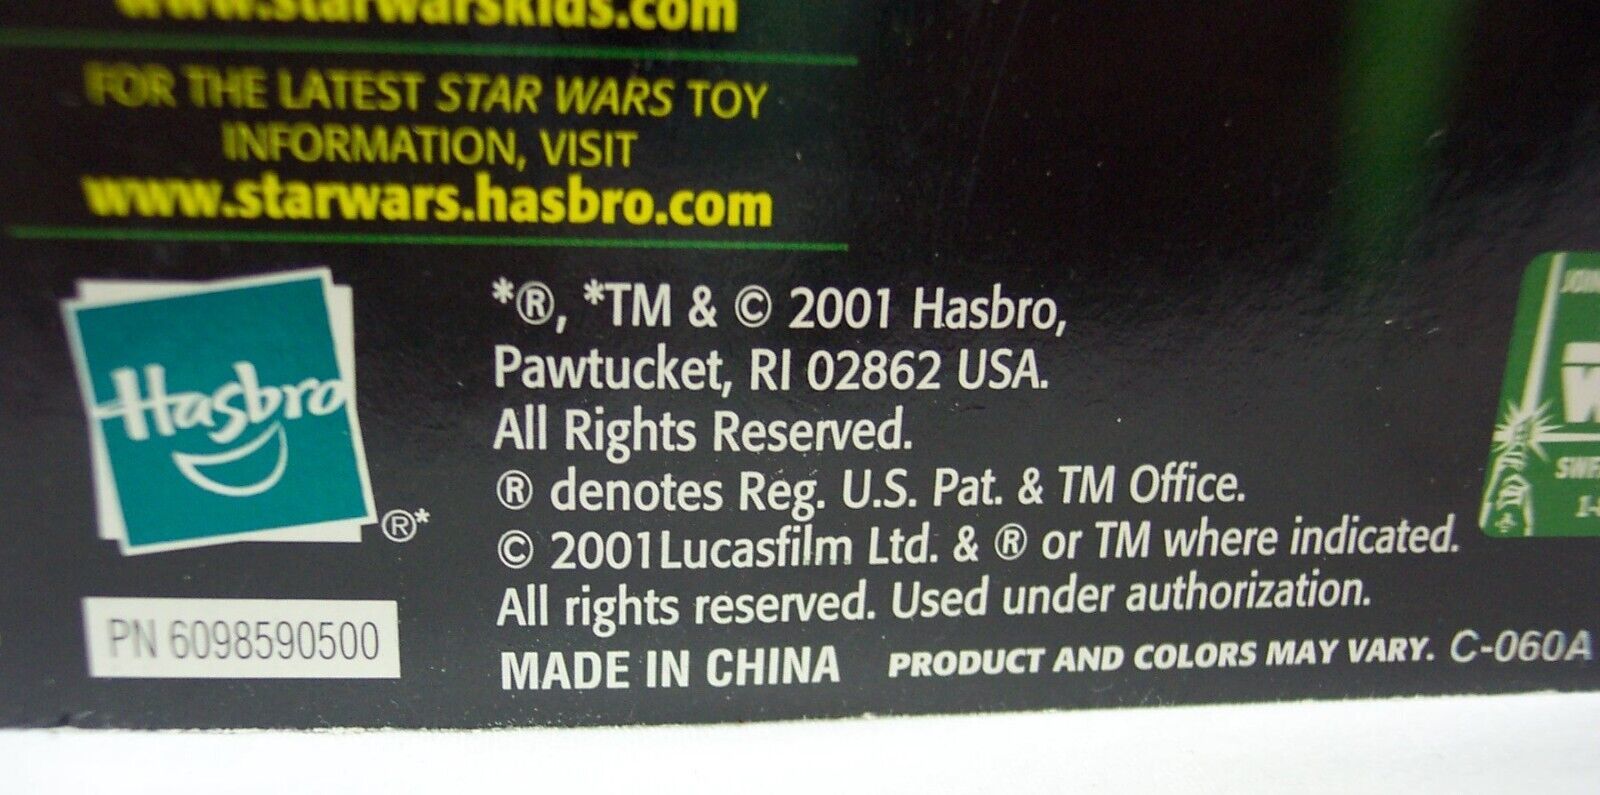 www.starwarskids.com
FOR THE LATEST STAR WARS TOY
INFORMATION, VISIT
www.starwars.hasbro.com
Hasbro
®*
PN 6098590500
*®, *TM & © 2001 Hasbro,
Pawtucket, RI 02862 USA.
All Rights Reserved.
® denotes Reg. U.S. Pat. & TM Office.
© 2001 Lucasfilm Ltd. & ® or TM where indicated.
All rights reserved. Used under authorization.
MADE IN CHINA PRODUCT AND COLORS MAY VARY. C-060A